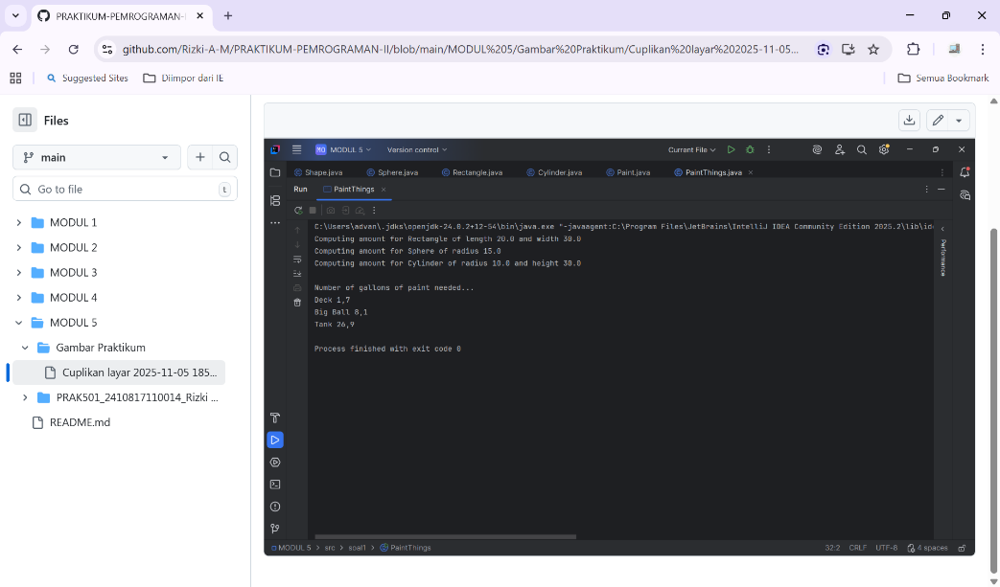 PRAKTIKUM-PEMROGRAMAN-
github.com/Rizki-A-M/PRAKTIKUM-PEMROGRAMAN-II/blob/main/MODUL%205/Gambar%20Praktikum/Cuplikan%20layar%202025-11-05...
Suggested Sites
Diimpor dari IE
Semua Bookmark
Files
main
Go to file
t
MODUL 1
MODUL 2
MODUL 3
MODUL 4
MODUL 5
Gambar Praktikum
Cuplikan layar 2025-11-05 185...
PRAK501_2410817110014_Rizki ...
README.md
MO
MODUL 5
Version control
Current File
Shape.java
Sphere.java
Rectangle.java
Cylinder.java
Paint.java
PaintThings.java
Run
PaintThings
C:\Users\advan\.jdks\openjdk-24.0.2+12-54\bin\java.exe "-javaagent:C:\Program Files\JetBrains\IntelliJ IDEA Community Edition 2025.2\lib\id
Computing amount for Rectangle of length 20.0 and width 30.0
Computing amount for Sphere of radius 15.0
Computing amount for Cylinder of radius 10.0 and height 30.0
Number of gallons of paint needed...
Deck 1,7
Big Ball 8,1
Tank 26,9
Process finished with exit code 0
Performance
MODUL 5 > src > soal1 > PaintThings
32:2
CRLF
UTF-8
4 spaces